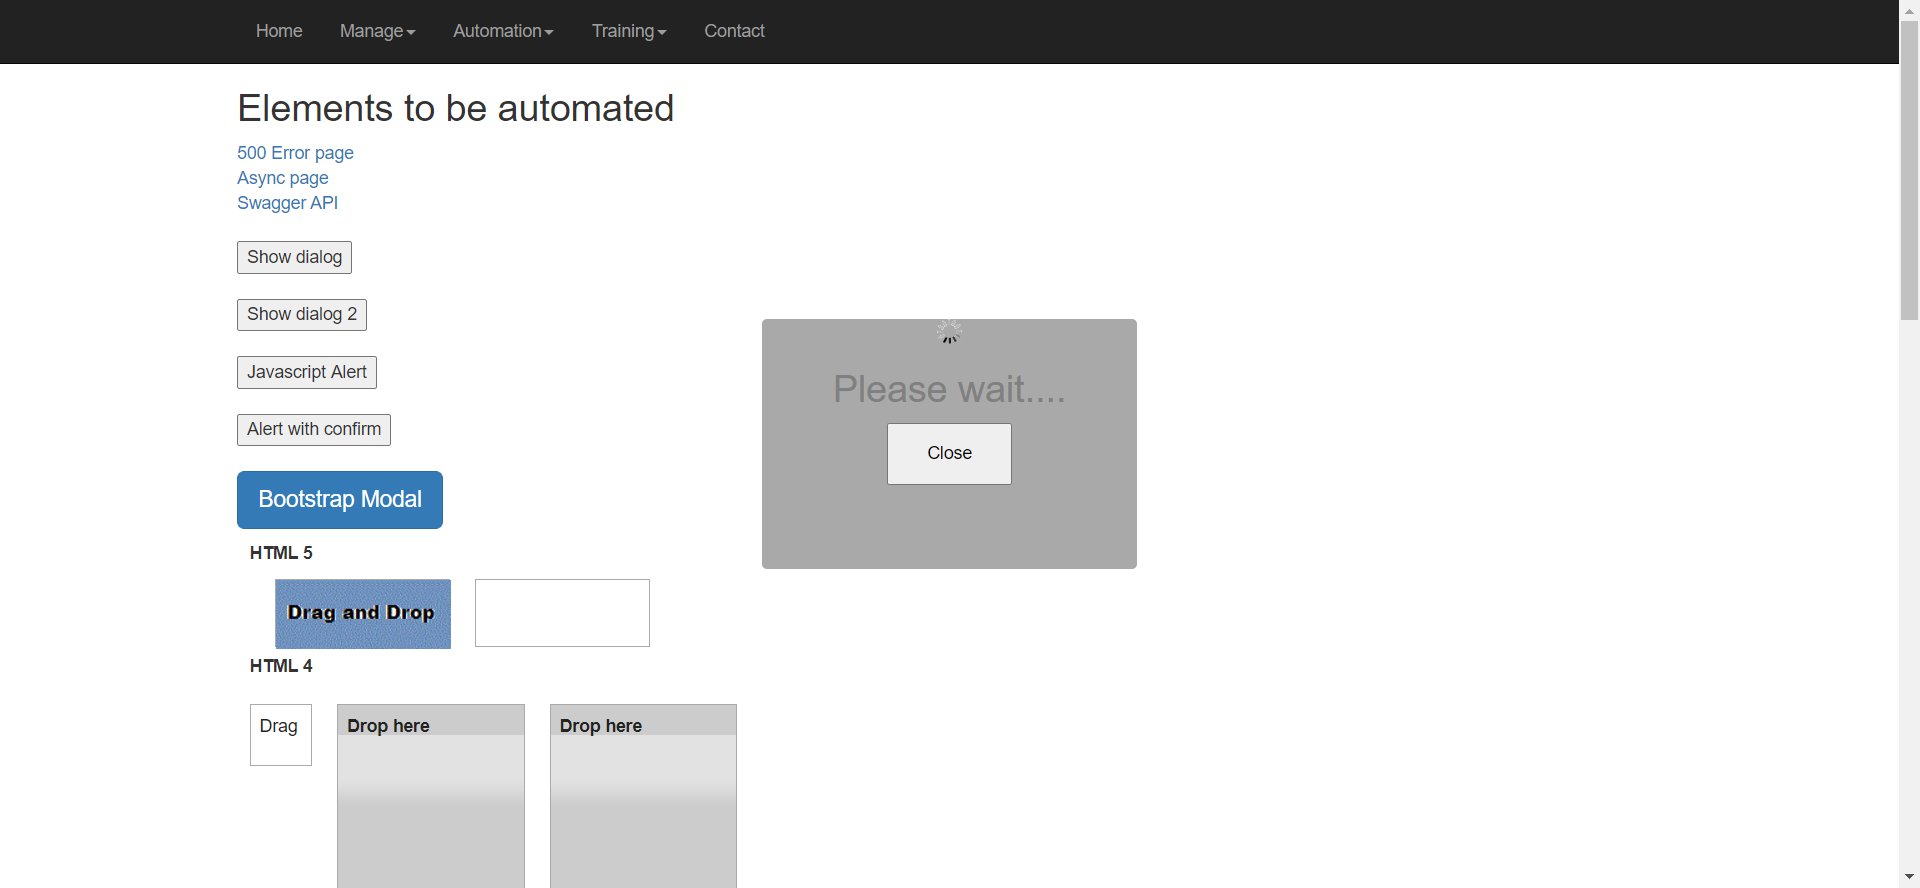 Home Manage Automation Training Contact
Elements to be automated
500 Error page
Async page
Swagger API
Show dialog
Show dialog 2
Javascript Alert
Alert with confirm
Bootstrap Modal
Please wait....
Close
HTML 5
Drag and Drop
HTML 4
Drag
Drop here
Drop here